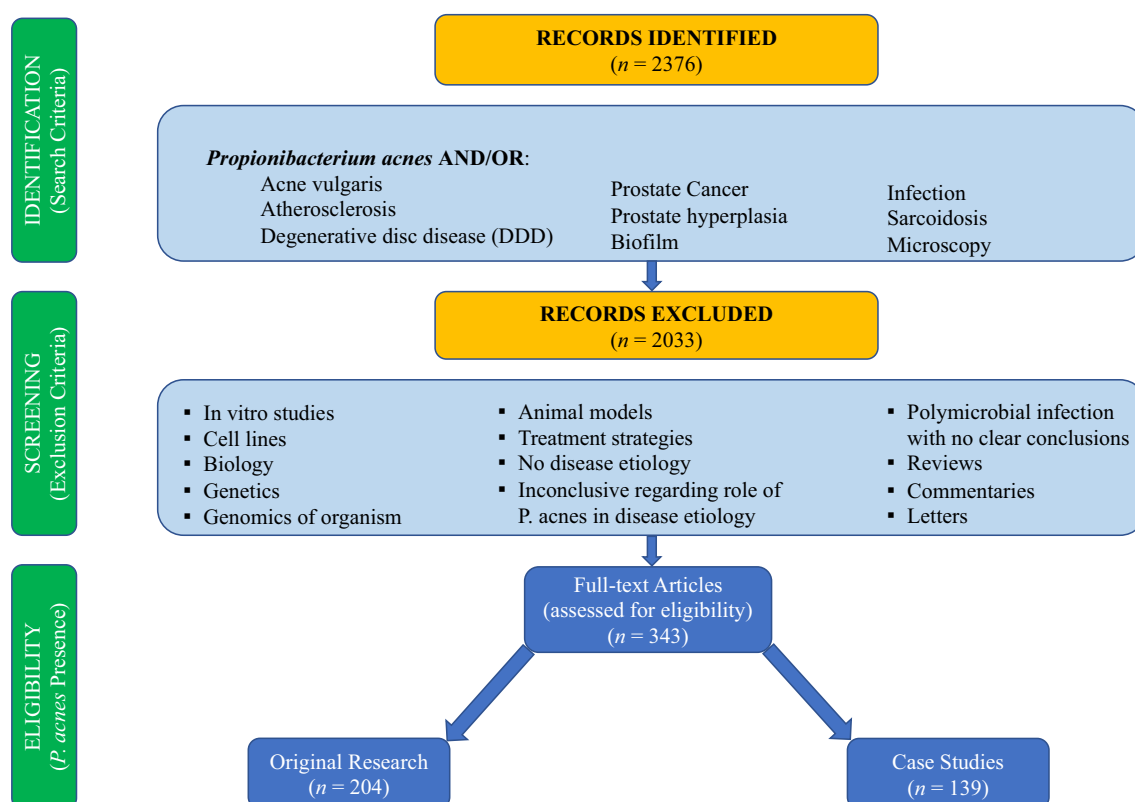 IDENTIFICATION
(Search Criteria)
RECORDS IDENTIFIED
(n = 2376)
Propionibacterium acnes AND/OR:
Acne vulgaris
Atherosclerosis
Degenerative disc disease (DDD)
Prostate Cancer
Prostate hyperplasia
Biofilm
Infection
Sarcoidosis
Microscopy
SCREENING
(Exclusion Criteria)
RECORDS EXCLUDED
(n = 2033)
▪ In vitro studies
▪ Cell lines
▪ Biology
▪ Genetics
▪ Genomics of organism
▪ Animal models
▪ Treatment strategies
▪ No disease etiology
▪ Inconclusive regarding role of
P. acnes in disease etiology
▪ Polymicrobial infection
with no clear conclusions
▪ Reviews
▪ Commentaries
▪ Letters
ELIGIBILITY
(P. acnes Presence)
Full-text Articles
(assessed for eligibility)
(n = 343)
Original Research
(n = 204)
Case Studies
(n = 139)